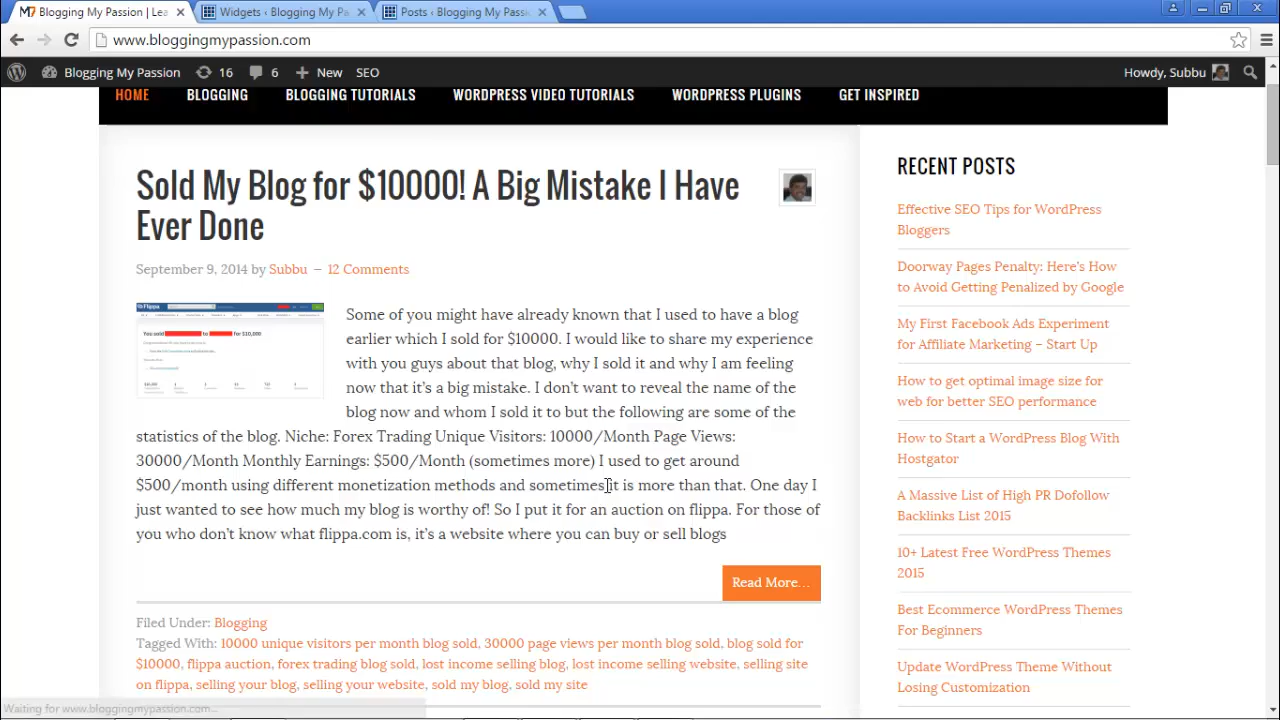 Blogging My Passion | Lea
Widgets ‹ Blogging My Pa
Posts ‹ Blogging My Passi
www.bloggingmypassion.com
Blogging My Passion 16 6 New SEO Howdy, Subbu
HOME BLOGGING BLOGGING TUTORIALS WORDPRESS VIDEO TUTORIALS WORDPRESS PLUGINS GET INSPIRED
Sold My Blog for $10000! A Big Mistake I Have
Ever Done
September 9, 2014 by Subbu — 12 Comments
Flippa
You sold to for $10,000
Some of you might have already known that I used to have a blog
earlier which I sold for $10000. I would like to share my experience
with you guys about that blog, why I sold it and why I am feeling
now that it's a big mistake. I don't want to reveal the name of the
blog now and whom I sold it to but the following are some of the
statistics of the blog. Niche: Forex Trading Unique Visitors: 10000/Month Page Views:
30000/Month Monthly Earnings: $500/Month (sometimes more) I used to get around
$500/month using different monetization methods and sometimes it is more than that. One day I
just wanted to see how much my blog is worthy of! So I put it for an auction on flippa. For those of
you who don't know what flippa.com is, it's a website where you can buy or sell blogs
Read More…
Filed Under: Blogging
Tagged With: 10000 unique visitors per month blog sold, 30000 page views per month blog sold, blog sold for
$10000, flippa auction, forex trading blog sold, lost income selling blog, lost income selling website, selling site
on flippa, selling your blog, selling your website, sold my blog, sold my site
RECENT POSTS
Effective SEO Tips for WordPress
Bloggers
Doorway Pages Penalty: Here's How
to Avoid Getting Penalized by Google
My First Facebook Ads Experiment
for Affiliate Marketing – Start Up
How to get optimal image size for
web for better SEO performance
How to Start a WordPress Blog With
Hostgator
A Massive List of High PR Dofollow
Backlinks List 2015
10+ Latest Free WordPress Themes
2015
Best Ecommerce WordPress Themes
For Beginners
Update WordPress Theme Without
Losing Customization
Waiting for www.bloggingmypassion.com...